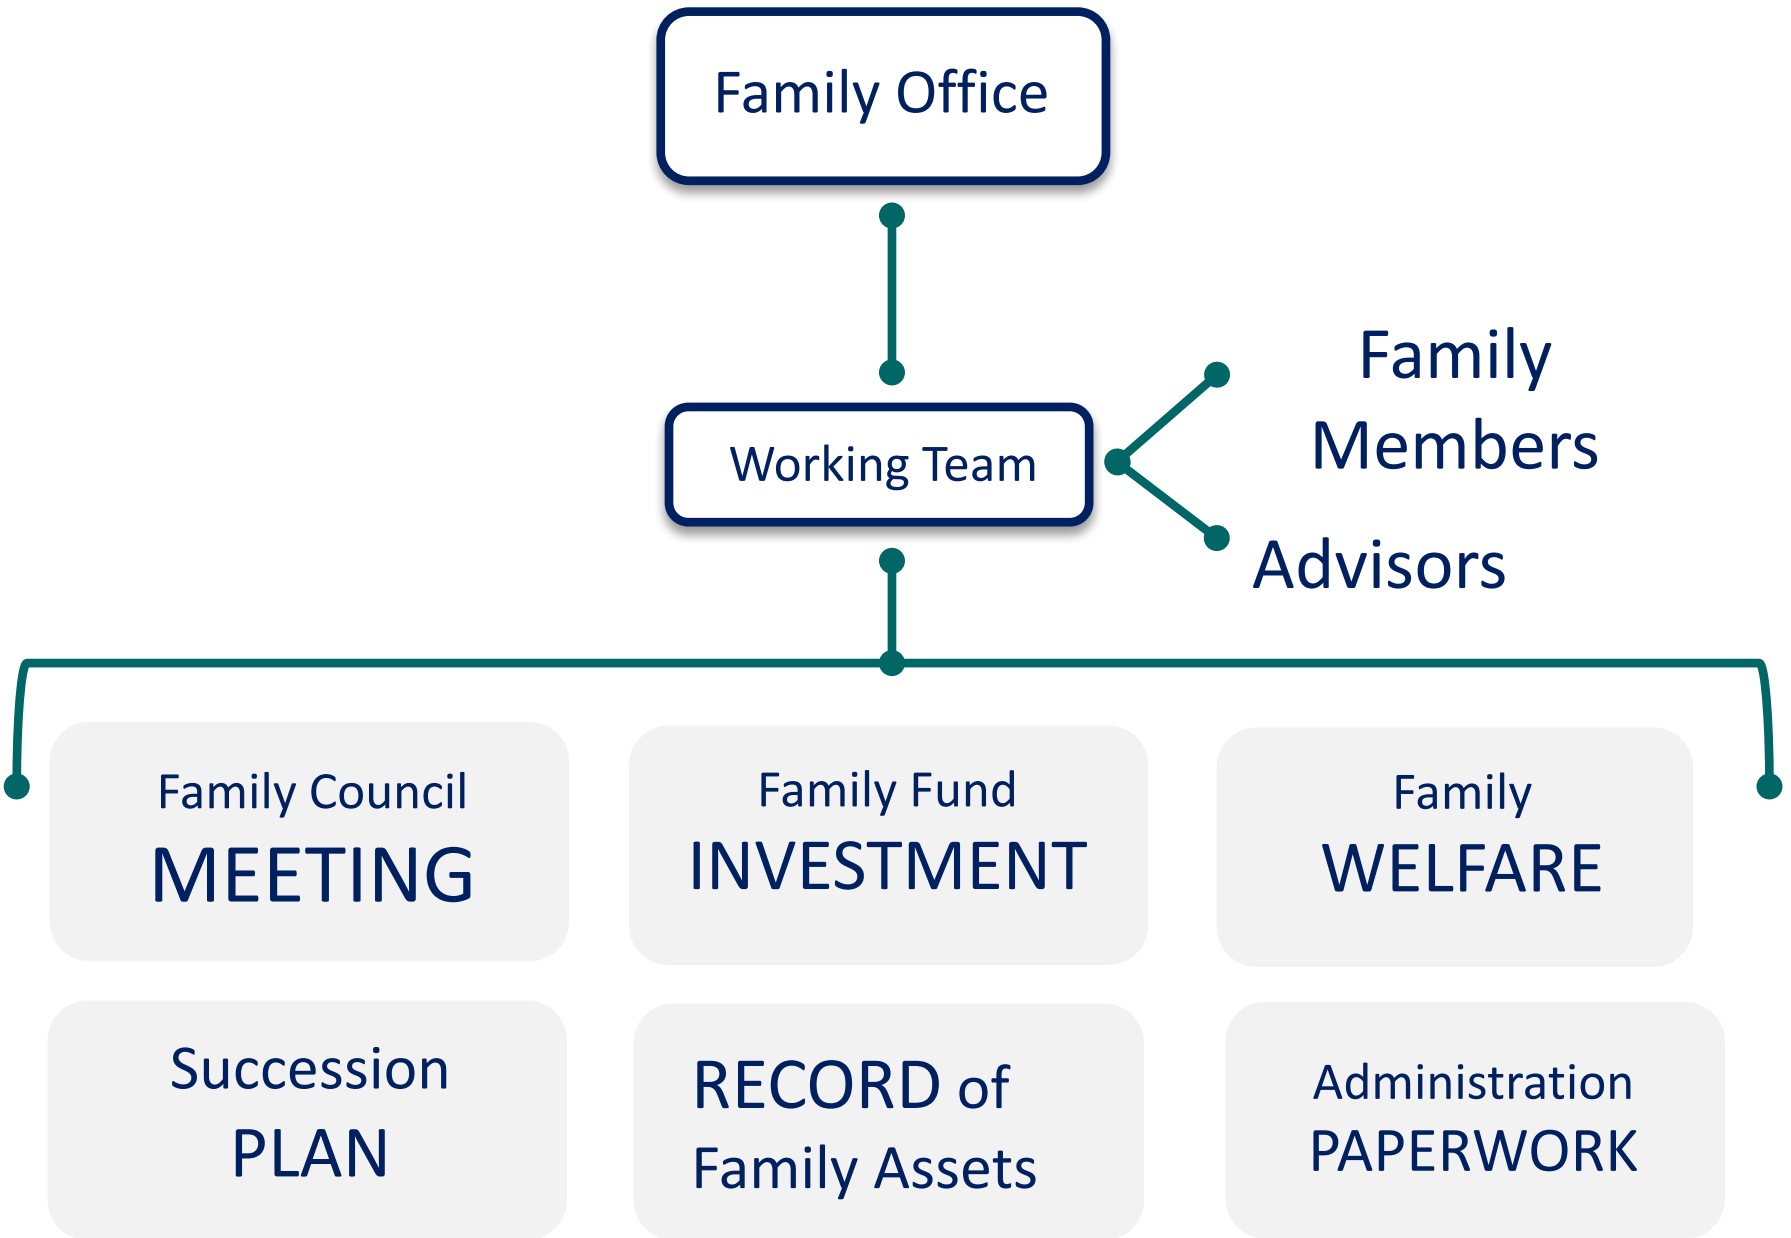 Family Office
Family
Members
Working Team
Advisors
Family Council
MEETING
Family Fund
INVESTMENT
Family
WELFARE
Succession
PLAN
RECORD of
Family Assets
Administration
PAPERWORK